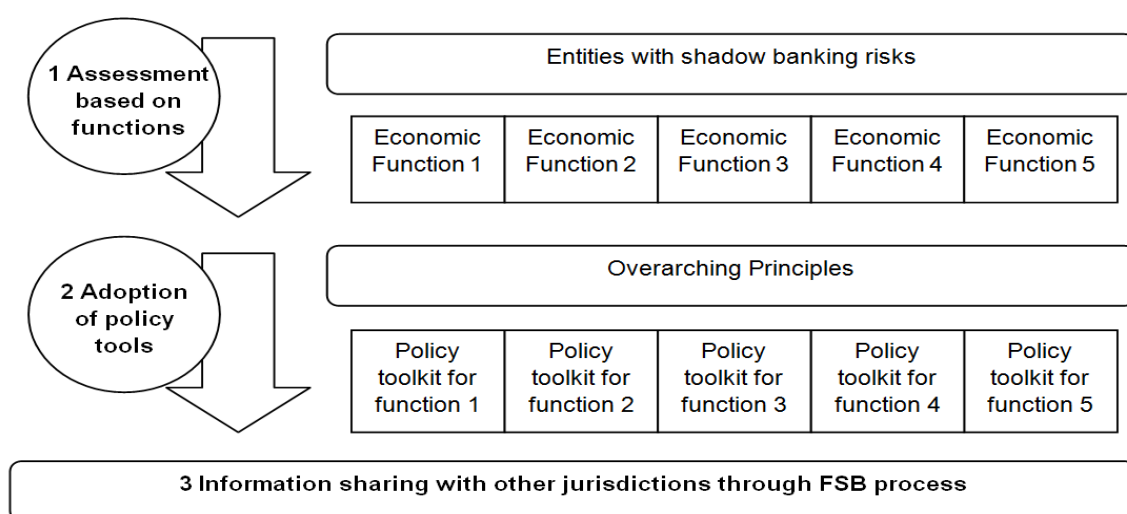 1 Assessment
based on
functions
Entities with shadow banking risks
Economic
Function 1
Economic
Function 2
Economic
Function 3
Economic
Function 4
Economic
Function 5
2 Adoption
of policy
tools
Overarching Principles
Policy
toolkit for
function 1
Policy
toolkit for
function 2
Policy
toolkit for
function 3
Policy
toolkit for
function 4
Policy
toolkit for
function 5
3 Information sharing with other jurisdictions through FSB process